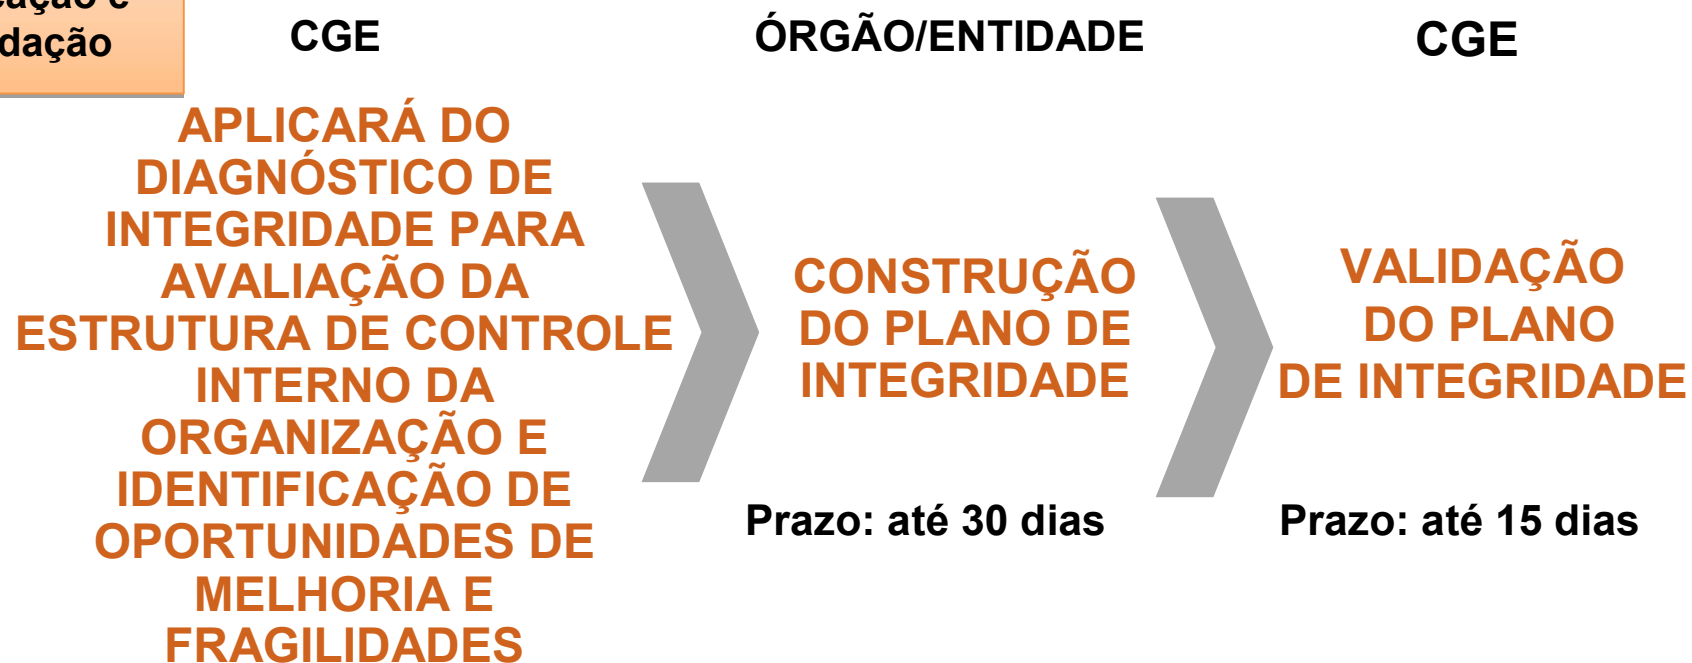 dação
CGE
ÓRGÃO/ENTIDADE
CGE
APLICARÁ DO
DIAGNÓSTICO DE
INTEGRIDADE PARA
AVALIAÇÃO DA
ESTRUTURA DE CONTROLE
INTERNO DA
ORGANIZAÇÃO E
IDENTIFICAÇÃO DE
OPORTUNIDADES DE
MELHORIA E
FRAGILIDADES
CONSTRUÇÃO
DO PLANO DE
INTEGRIDADE
Prazo: até 30 dias
VALIDAÇÃO
DO PLANO
DE INTEGRIDADE
Prazo: até 15 dias